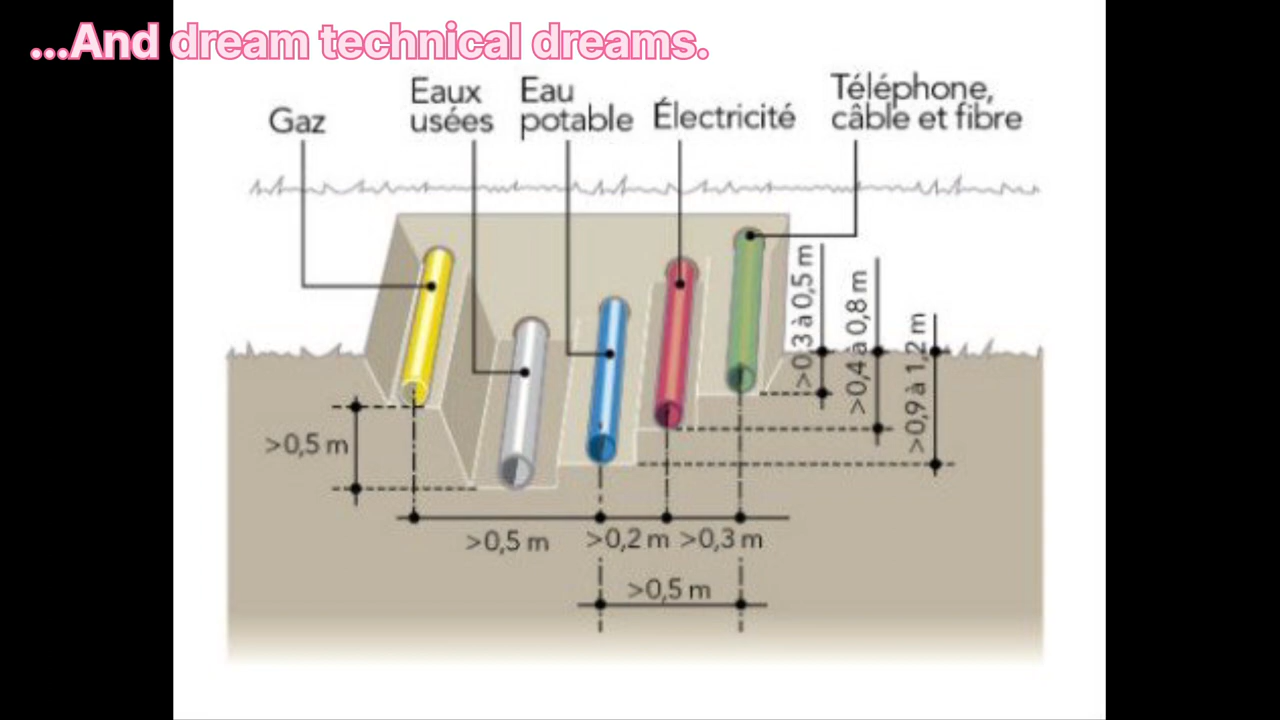 ...And dream technical dreams.
Gaz
Eaux
usées
Eau
potable
Électricité
Téléphone,
câble et fibre
>0,3 à 0,5 m
>0,4 à 0,8 m
>0,9 à 1,2 m
>0,5 m
>0,5 m
>0,2 m
>0,3 m
>0,5 m